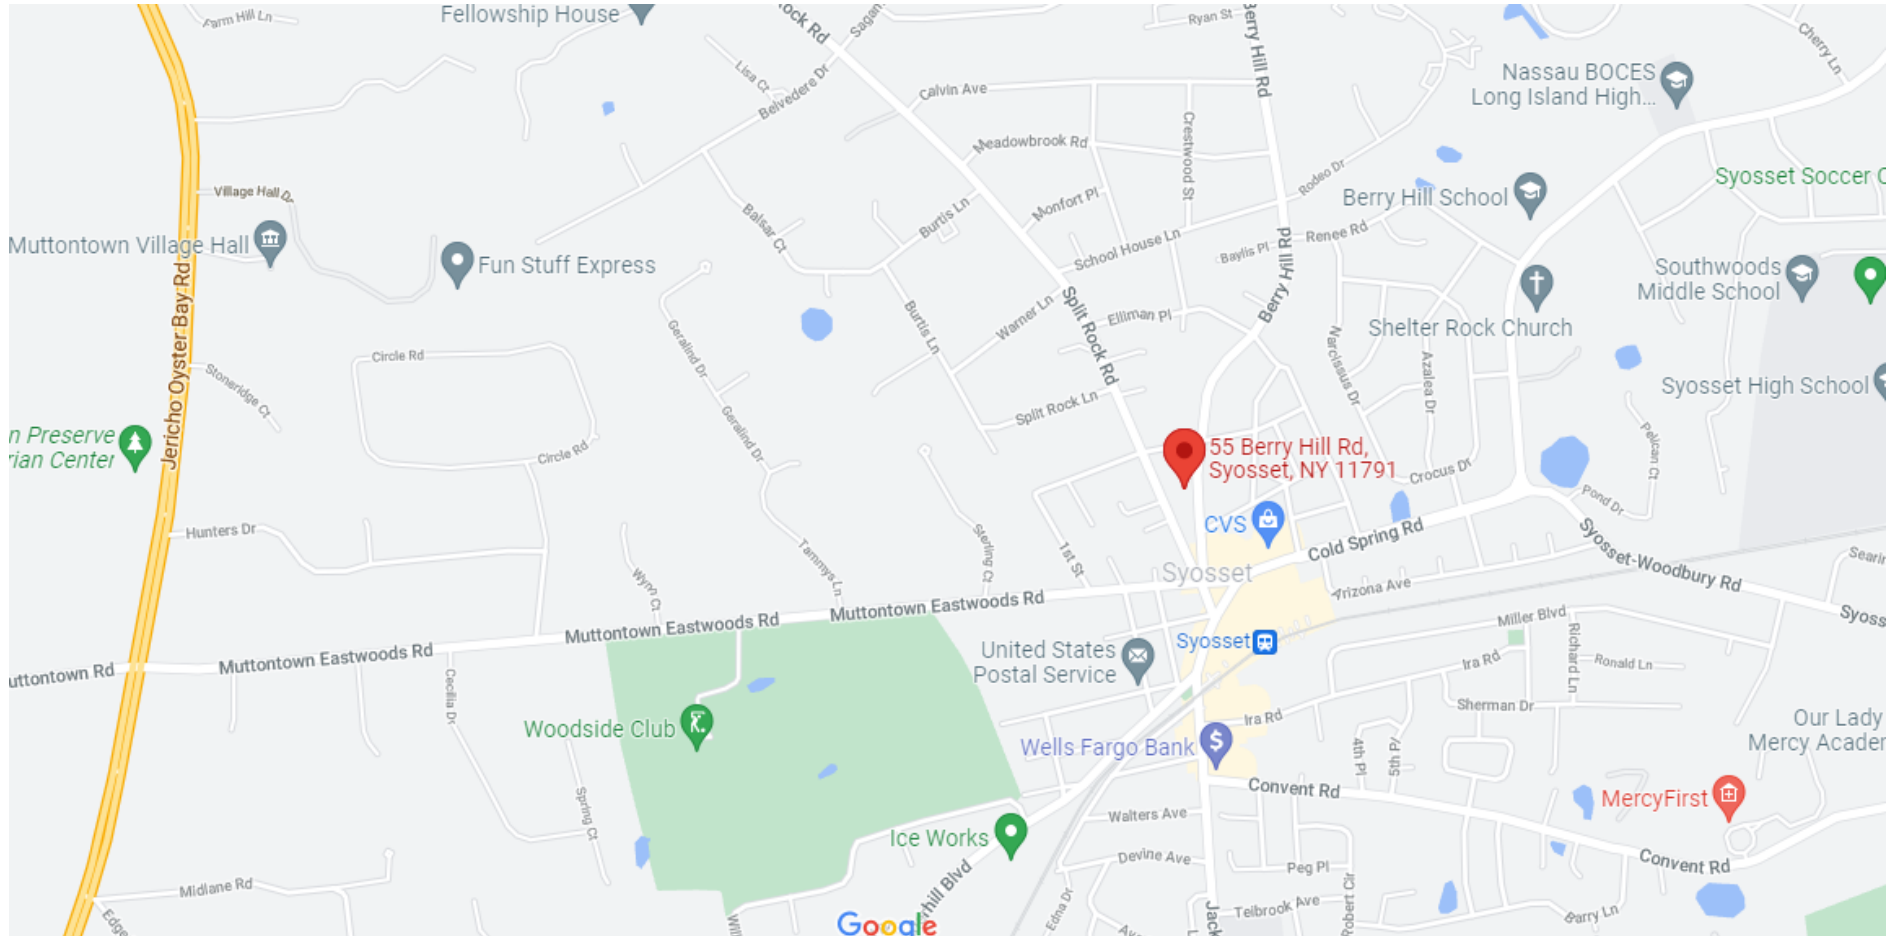 Farm Hill Ln
Fellowship House
Rock Rd
Ryan St
Berry Hill Rd
Cherry Ln
Lisa Ct
Belvedere Dr
Calvin Ave
Nassau BOCES
Long Island High...
Meadowbrook Rd
Crestwood St
Rodeo Dr
Village Hall Dr
Berry Hill School
Syosset Soccer C
Monfort Pl
Burtis Ln
Balsar Ct
Muttontown Village Hall
Fun Stuff Express
School House Ln
Baylis Pl
Renee Rd
Berry Hill Rd
Southwoods
Middle School
Jericho Oyster Bay Rd
Geralind Dr
Burtis Ln
Warner Ln
Split Rock Rd
Elliman Pl
Narcissus Dr
Azalea Dr
Shelter Rock Church
Circle Rd
Stoneridge Ct
Syosset High School
Split Rock Ln
Geralind Dr
n Preserve
rian Center
Circle Rd
55 Berry Hill Rd,
Syosset, NY 11791
Crocus Dr
Pelican Ct
Pond Dr
Hunters Dr
CVS
Cold Spring Rd
Syosset-Woodbury Rd
Sterling Ct
1st St
Tammys Ln
Wynn Ct
Syosset
Arizona Ave
Muttontown Eastwoods Rd
Muttontown Eastwoods Rd
Muttontown Eastwoods Rd
uttontown Rd
Miller Blvd
Richard Ln
Ronald Ln
Ira Rd
United States
Postal Service
Syosset
Cecilia Dr
Woodside Club
Sherman Dr
Ira Rd
Wells Fargo Bank
4th Pl
5th Pl
Our Lady
Mercy Acader
Spring Ct
Convent Rd
MercyFirst
Walters Ave
Ice Works
Devine Ave
Peg Pl
Convent Rd
Midlane Rd
rhill Blvd
Edna Dr
Teibrook Ave
Robert Cir
Barry Ln
Edge
Jack
Google